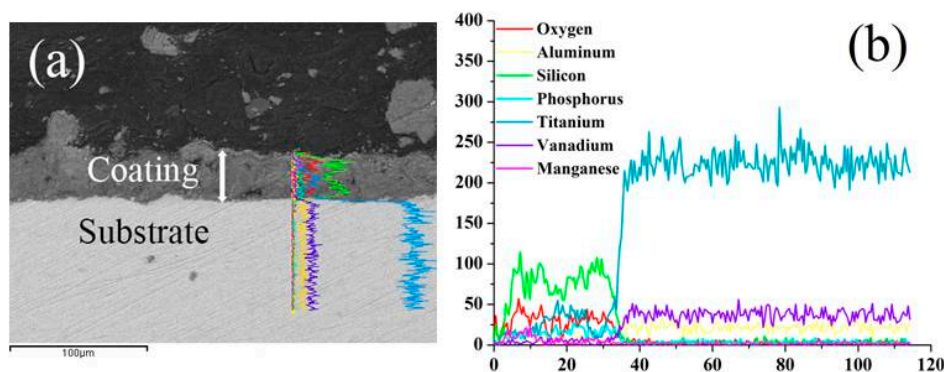 (a)
Coating
Substrate
100μm
(b)
400
350
300
250
200
150
100
50
0
Oxygen
Aluminum
Silicon
Phosphorus
Titanium
Vanadium
Manganese
0 20 40 60 80 100 120